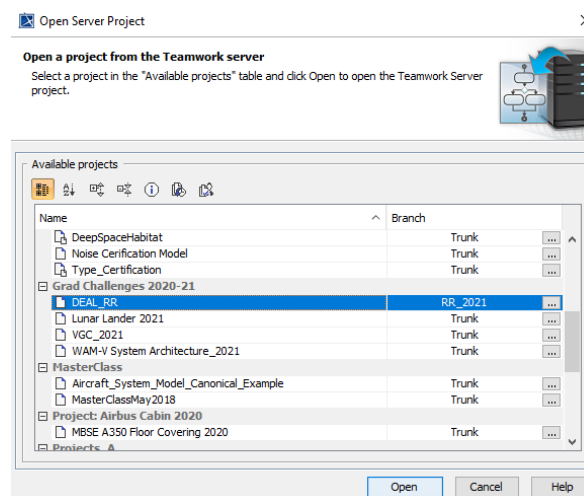 Open Server Project
Open a project from the Teamwork server
Select a project in the "Available projects" table and click Open to open the Teamwork Server
project.
Available projects
Name Branch
DeepSpaceHabitat Trunk ...
Noise Cerification Model Trunk ...
Type_Certification Trunk ...
Grad Challenges 2020-21
DEAL_RR RR_2021 ...
Lunar Lander 2021 Trunk ...
VGC_2021 Trunk ...
WAM-V System Architecture_2021 Trunk ...
MasterClass
Aircraft_System_Model_Canonical_Example Trunk ...
MasterClassMay2018 Trunk ...
Project: Airbus Cabin 2020
MBSE A350 Floor Covering 2020 Trunk ...
Projects_A
Open Cancel Help